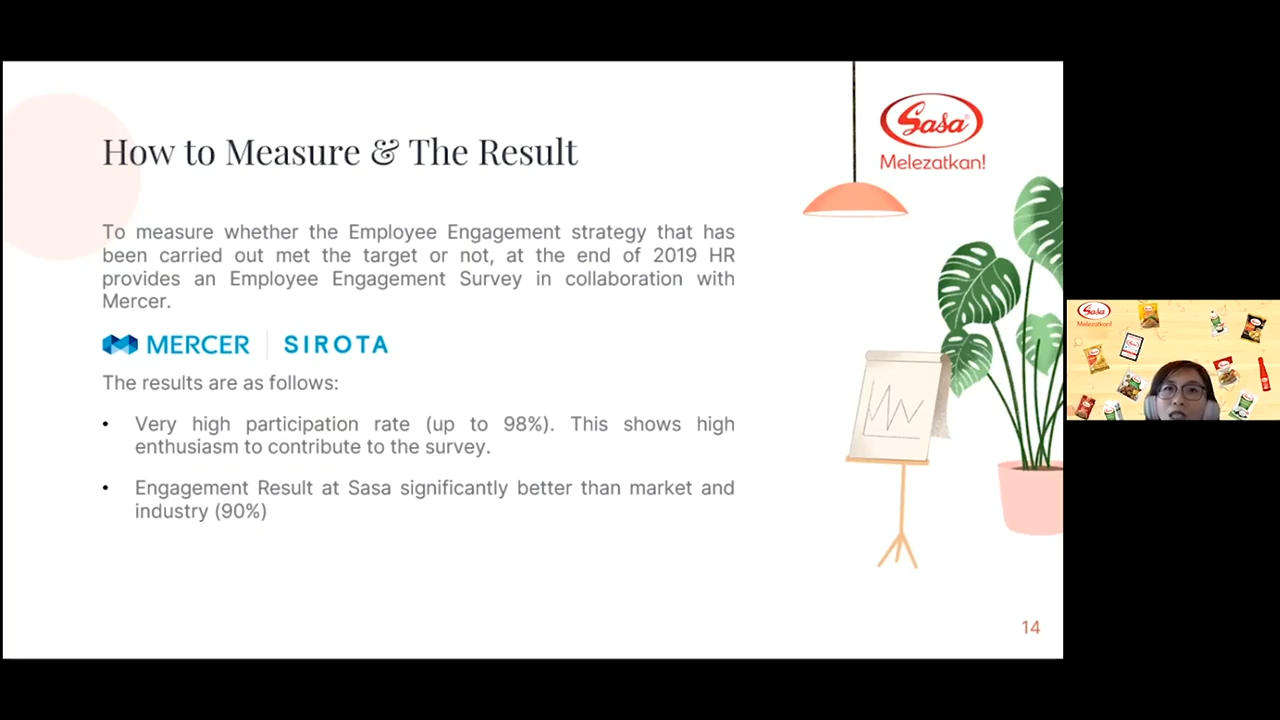 How to Measure & The Result
Sasa
Melezatkan!
To measure whether the Employee Engagement strategy that has
been carried out met the target or not, at the end of 2019 HR
provides an Employee Engagement Survey in collaboration with
Mercer.
MERCER | SIROTA
The results are as follows:
• Very high participation rate (up to 98%). This shows high
enthusiasm to contribute to the survey.
• Engagement Result at Sasa significantly better than market and
industry (90%)
14
Sasa
Melezatkan!